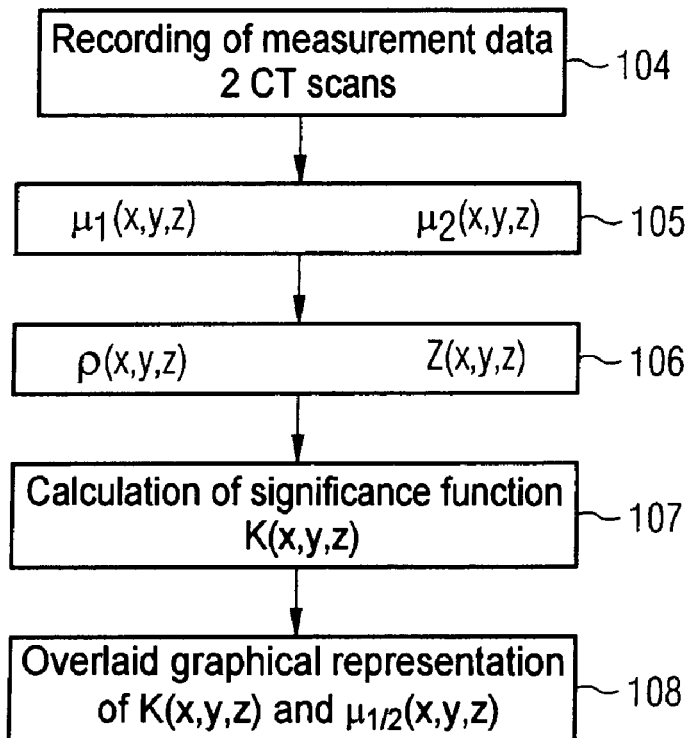 Recording of measurement data
2 CT scans
104
μ₁(x,y,z) μ₂(x,y,z)
105
ρ(x,y,z) Z(x,y,z)
106
Calculation of significance function
K(x,y,z)
107
Overlaid graphical representation
of K(x,y,z) and μ₁/₂(x,y,z)
108